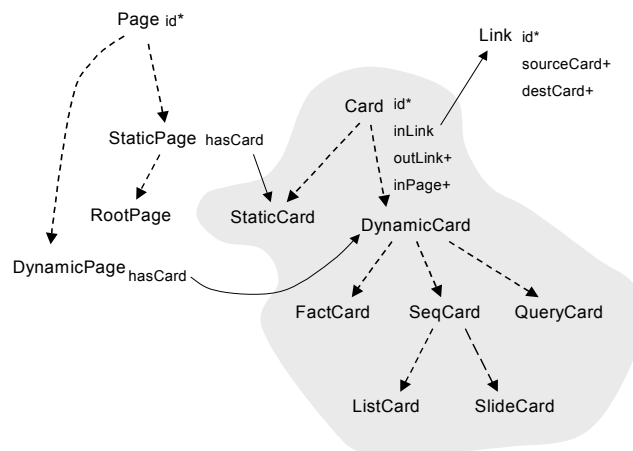 Page id*
Link id*
sourceCard+
destCard+
Card id*
inLink
outLink+
inPage+
StaticPage hasCard
RootPage
StaticCard
DynamicCard
DynamicPage hasCard
FactCard SeqCard QueryCard
ListCard SlideCard